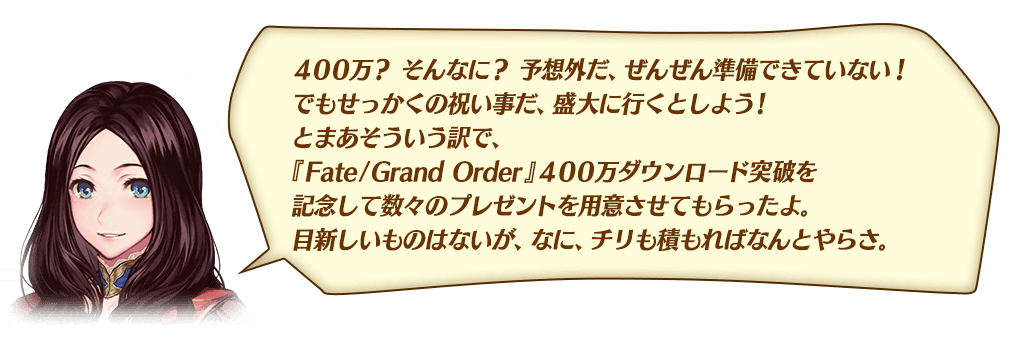 400万？ そんなに？ 予想外だ、ぜんぜん準備できていない！
でもせっかくの祝い事だ、盛大に行くとしよう！
とまあそういう訳で、
『Fate/Grand Order』400万ダウンロード突破を
記念して数々のプレゼントを用意させてもらったよ。
目新しいものはないが、なに、チリも積もればなんとやらさ。